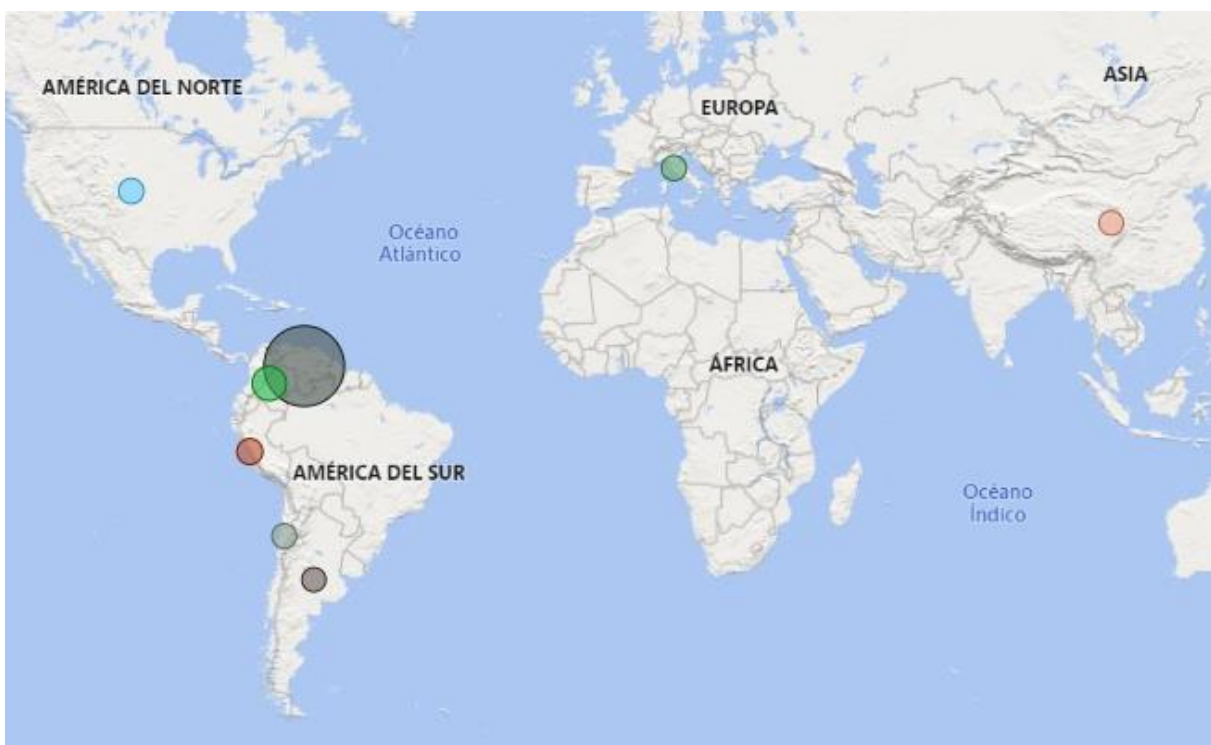 AMÉRICA DEL NORTE
ASIA
EUROPA
Océano
Atlántico
ÁFRICA
AMÉRICA DEL SUR
Océano
Índico